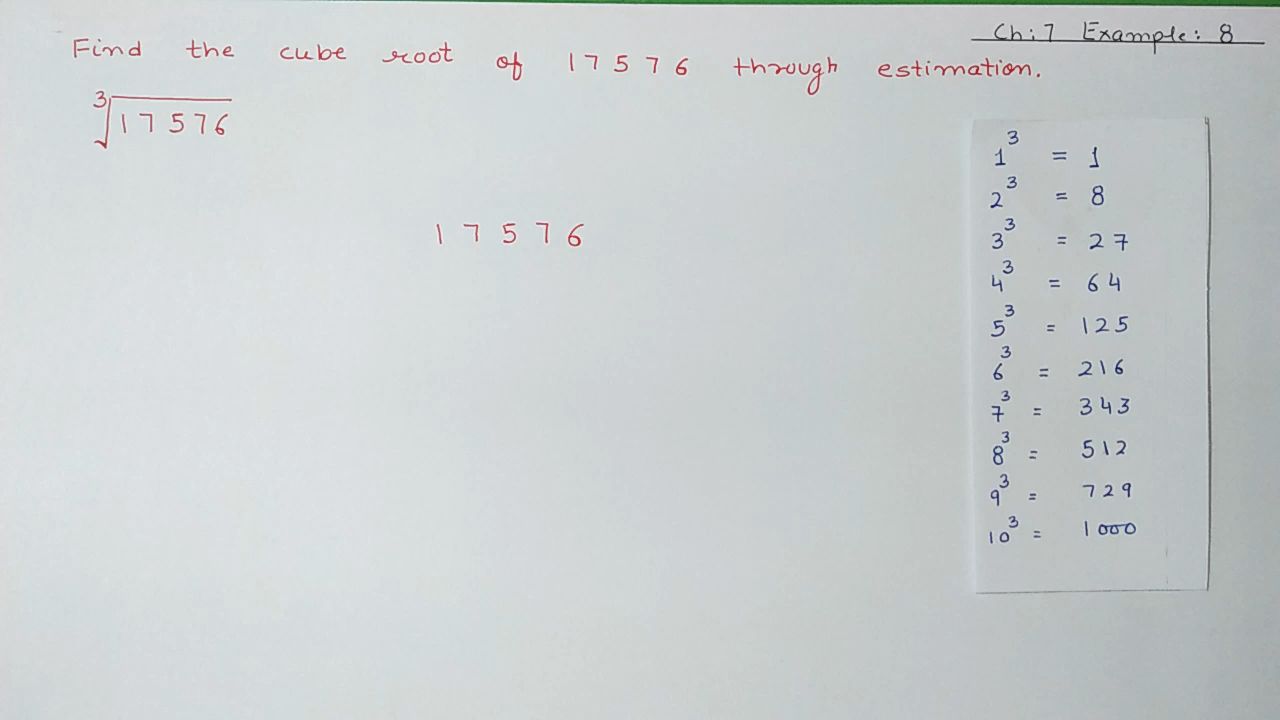 Ch:7 Example: 8
Find the cube root of 17576 through estimation.
∛17576
17576
1³ = 1
2³ = 8
3³ = 27
4³ = 64
5³ = 125
6³ = 216
7³ = 343
8³ = 512
9³ = 729
10³ = 1000